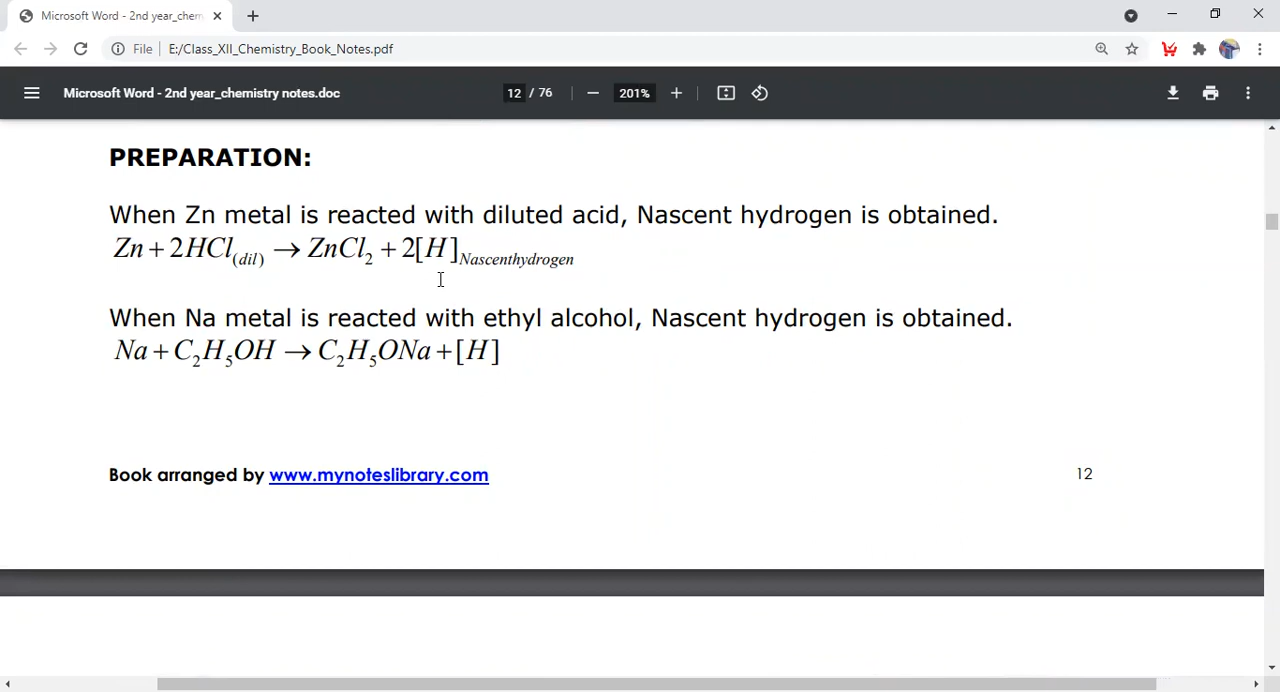 Microsoft Word - 2nd year_chem
File E:/Class_XII_Chemistry_Book_Notes.pdf
Microsoft Word - 2nd year_chemistry notes.doc 12 / 76 201%
PREPARATION:
When Zn metal is reacted with diluted acid, Nascent hydrogen is obtained.
Zn + 2HCl(dil) → ZnCl₂ + 2[H]Nascenthydrogen
When Na metal is reacted with ethyl alcohol, Nascent hydrogen is obtained.
Na + C₂H₅OH → C₂H₅ONa + [H]
Book arranged by www.mynoteslibrary.com 12